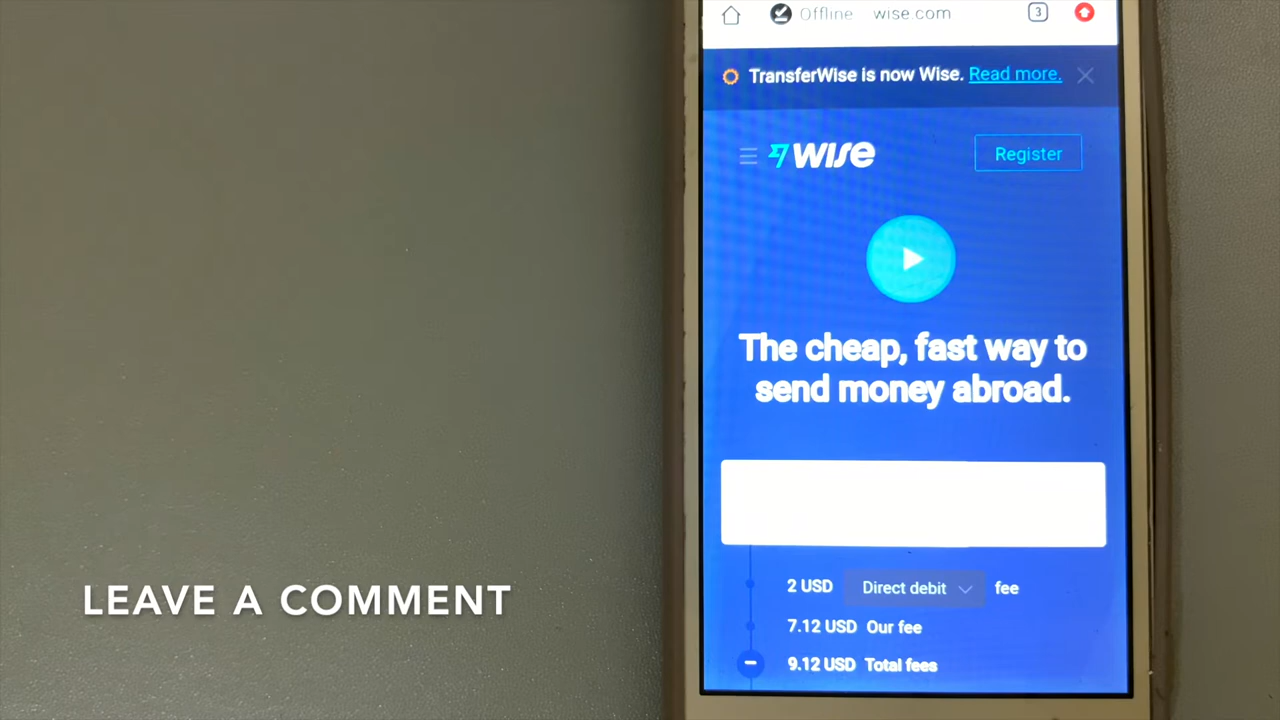 Offline wise.com 3
TransferWise is now Wise. Read more.
wise Register
The cheap, fast way to
send money abroad.
2 USD Direct debit fee
7.12 USD Our fee
9.12 USD Total fees
LEAVE A COMMENT